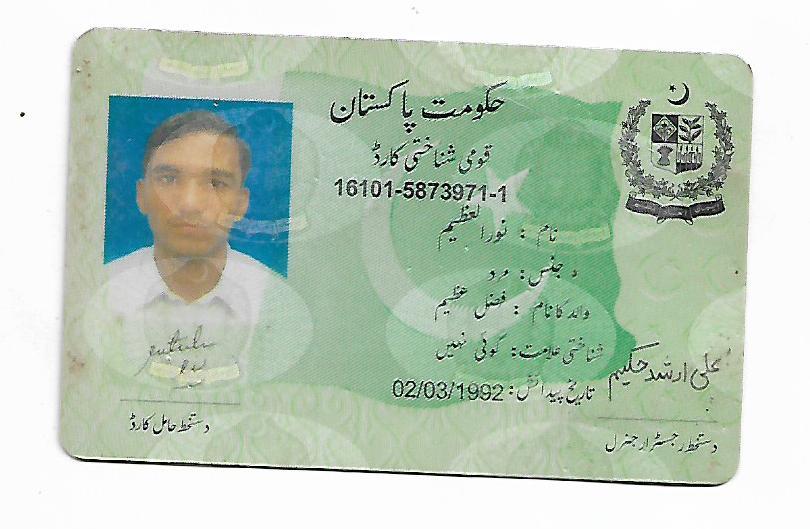 حکومت پاکستان
قومی شناختی کارڈ
16101-5873971-1
نام : نورالعظیم
جنس: مرد
والد کا نام : فضل عظیم
شناختی علامت: کوئی نہیں
تاریخ پیدائش: 02/03/1992
علی ارشد حکیم
دستخط حامل کارڈ
دستخط رجسٹرار جنرل